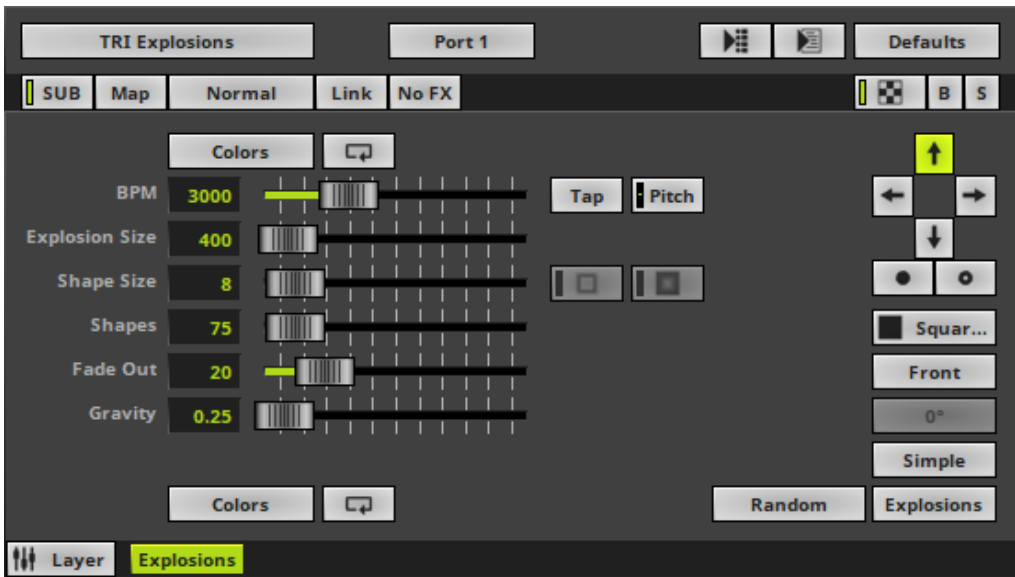 TRI Explosions Port 1 Defaults
SUB Map Normal Link No FX B S
Colors
BPM 3000 Tap Pitch
Explosion Size 400
Shape Size 8
Shapes 75 Squar...
Fade Out 20 Front
Gravity 0.25 0°
Simple
Colors Random Explosions
Layer Explosions